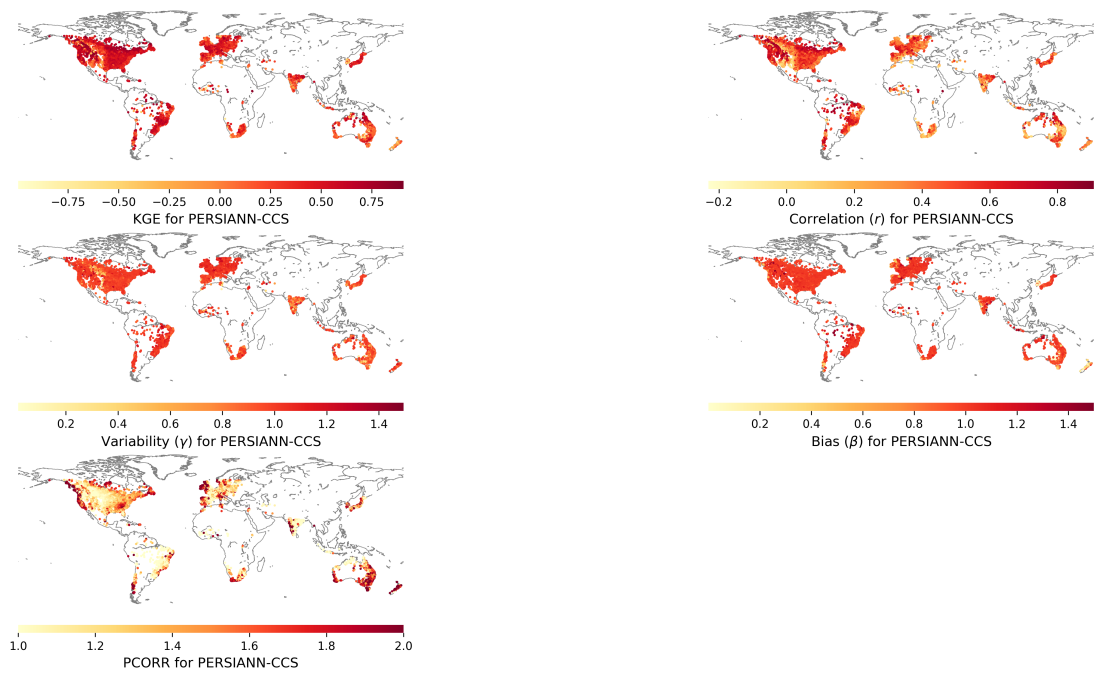 −0.75 −0.50 −0.25 0.00 0.25 0.50 0.75
KGE for PERSIANN-CCS
−0.2 0.0 0.2 0.4 0.6 0.8
Correlation (r) for PERSIANN-CCS
0.2 0.4 0.6 0.8 1.0 1.2 1.4
Variability (γ) for PERSIANN-CCS
0.2 0.4 0.6 0.8 1.0 1.2 1.4
Bias (β) for PERSIANN-CCS
1.0 1.2 1.4 1.6 1.8 2.0
PCORR for PERSIANN-CCS